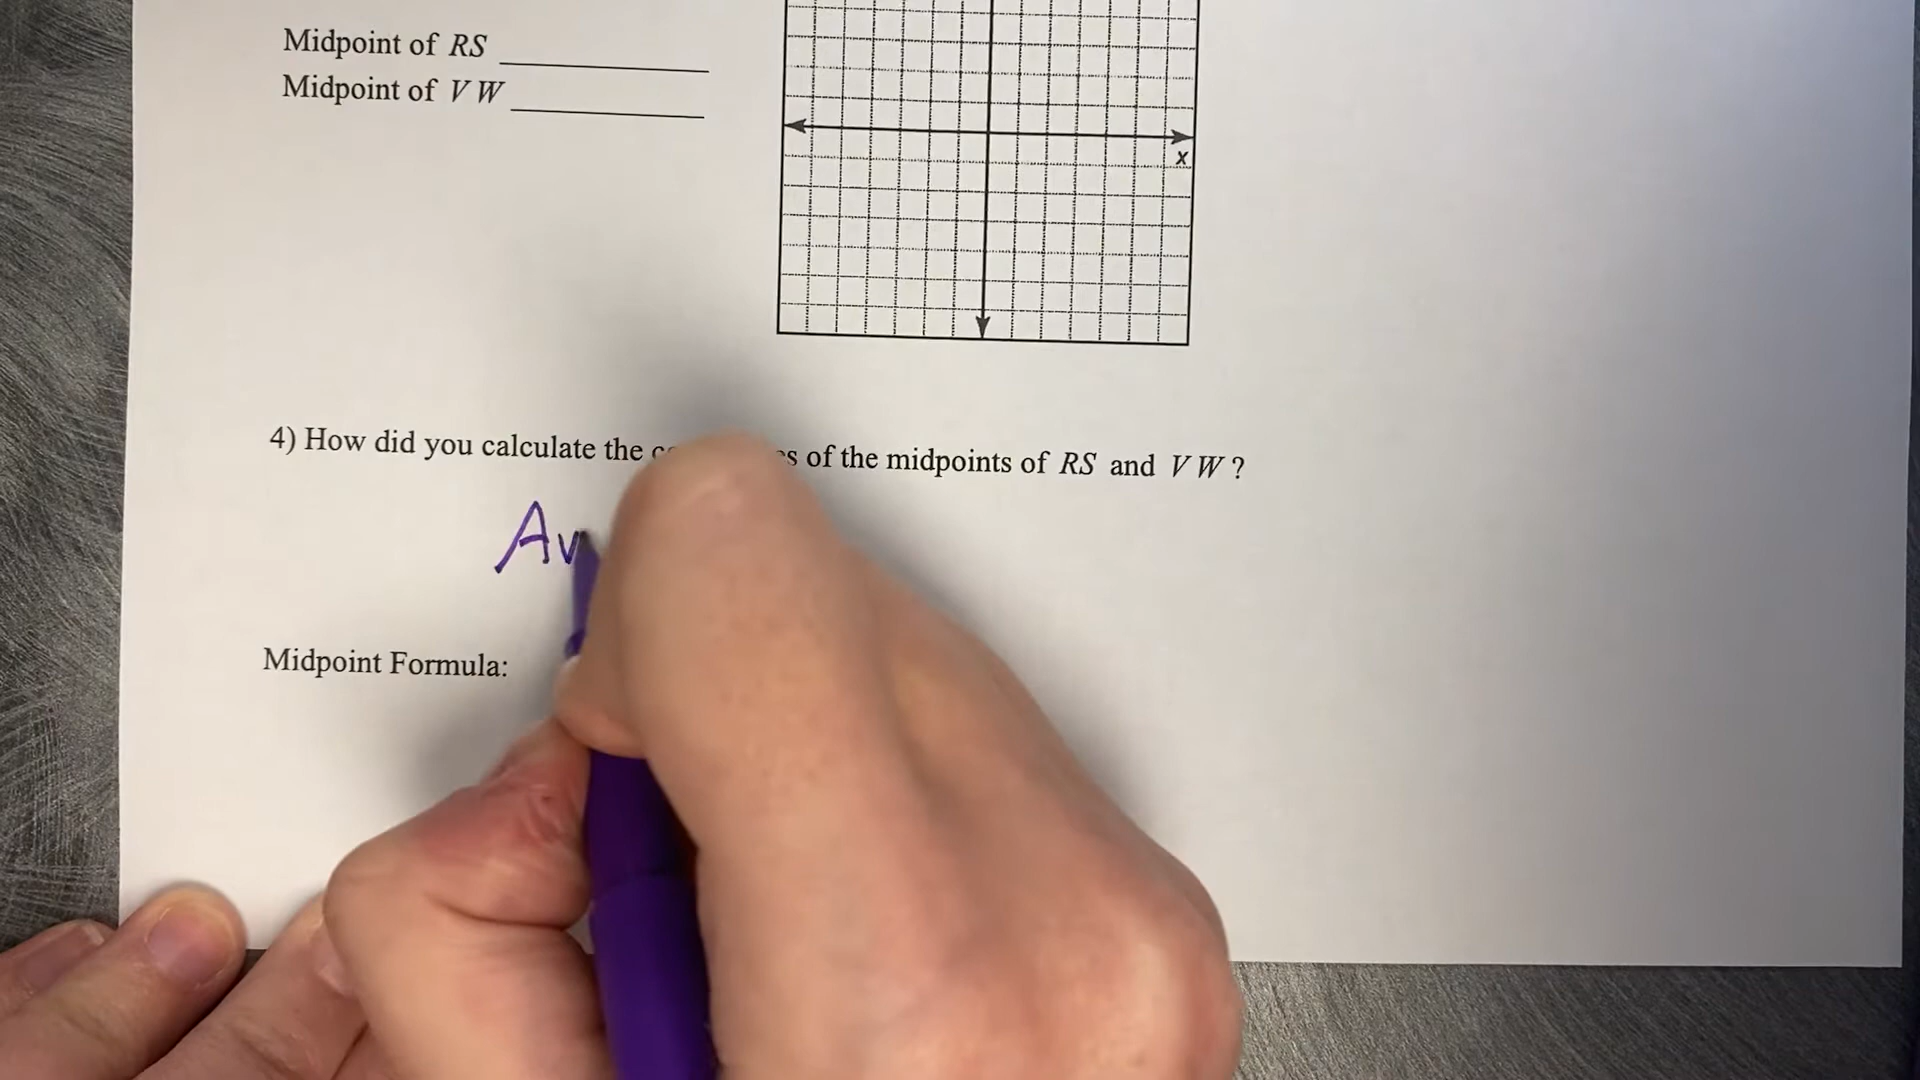 Midpoint of RS
Midpoint of VW
x
4) How did you calculate the of the midpoints of RS and VW?
Av
Midpoint Formula: